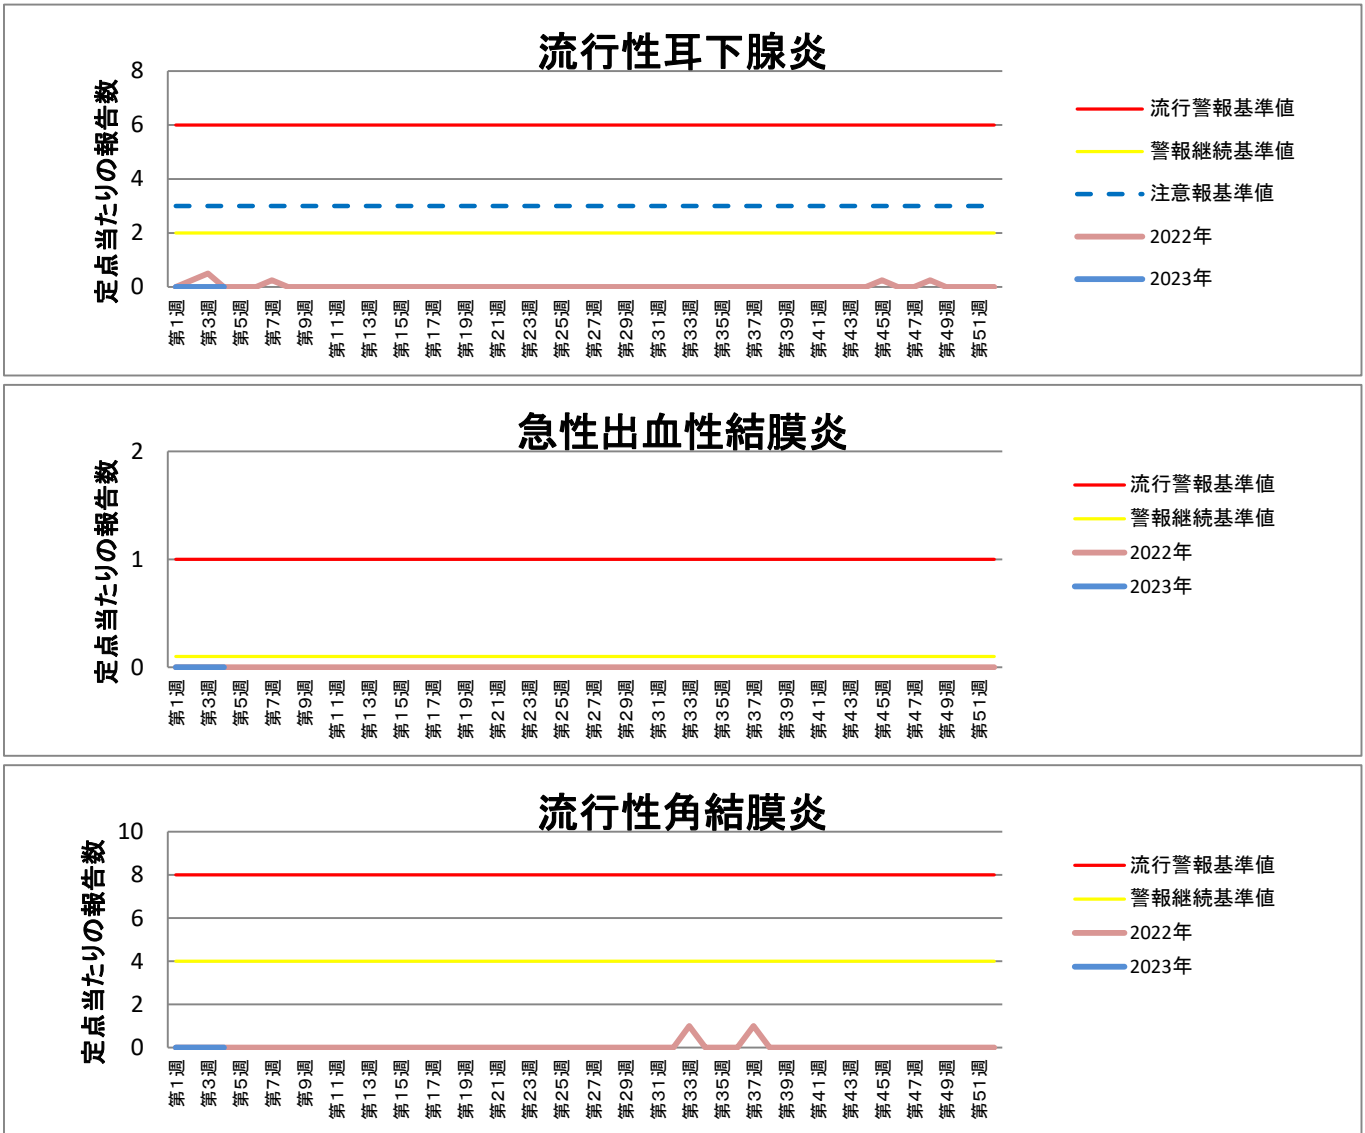 流行性耳下腺炎
定点当たりの報告数
8
6
4
2
0
第1週
第3週
第5週
第7週
第9週
第11週
第13週
第15週
第17週
第19週
第21週
第23週
第25週
第27週
第29週
第31週
第33週
第35週
第37週
第39週
第41週
第43週
第45週
第47週
第49週
第51週
流行警報基準値
警報継続基準値
注意報基準値
2022年
2023年
急性出血性結膜炎
定点当たりの報告数
2
1
0
第1週
第3週
第5週
第7週
第9週
第11週
第13週
第15週
第17週
第19週
第21週
第23週
第25週
第27週
第29週
第31週
第33週
第35週
第37週
第39週
第41週
第43週
第45週
第47週
第49週
第51週
流行警報基準値
警報継続基準値
2022年
2023年
流行性角結膜炎
定点当たりの報告数
10
8
6
4
2
0
第1週
第3週
第5週
第7週
第9週
第11週
第13週
第15週
第17週
第19週
第21週
第23週
第25週
第27週
第29週
第31週
第33週
第35週
第37週
第39週
第41週
第43週
第45週
第47週
第49週
第51週
流行警報基準値
警報継続基準値
2022年
2023年